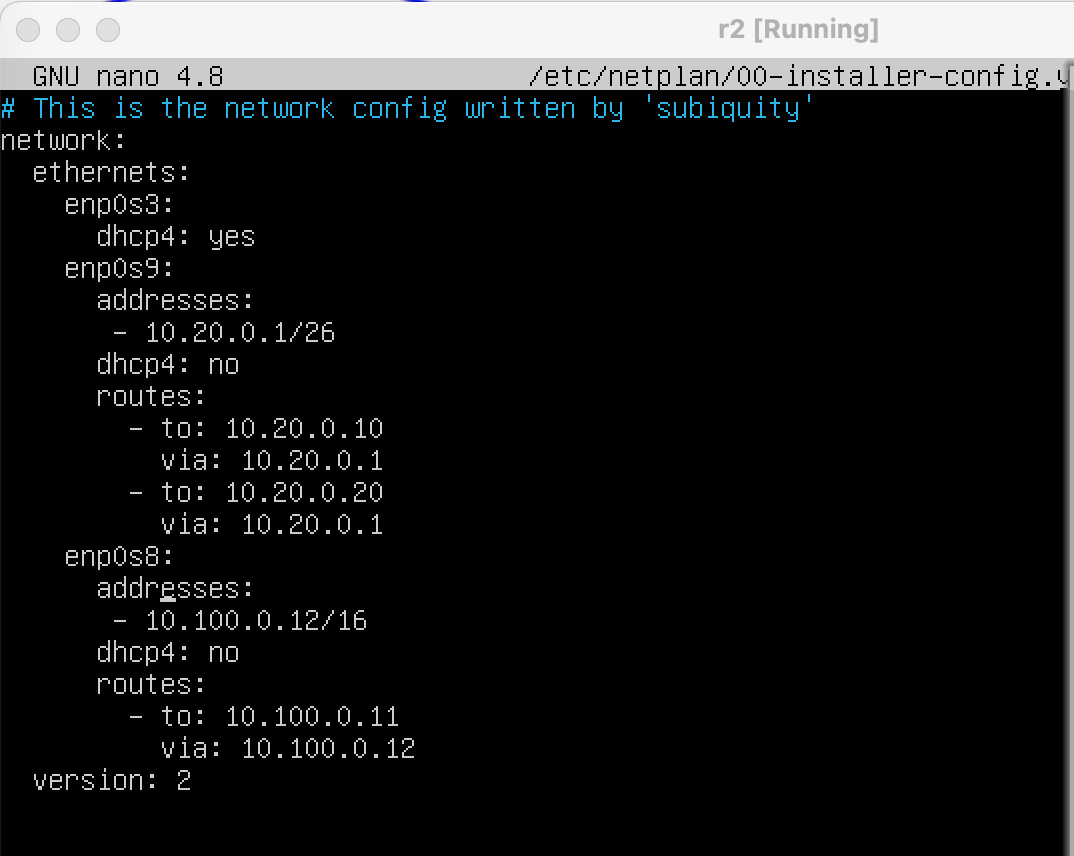 r2 [Running]
GNU nano 4.8 /etc/netplan/00-installer-config.y
# This is the network config written by 'subiquity'
network:
  ethernets:
    enp0s3:
      dhcp4: yes
    enp0s9:
      addresses:
       - 10.20.0.1/26
      dhcp4: no
      routes:
        - to: 10.20.0.10
          via: 10.20.0.1
        - to: 10.20.0.20
          via: 10.20.0.1
    enp0s8:
      addresses:
       - 10.100.0.12/16
      dhcp4: no
      routes:
        - to: 10.100.0.11
          via: 10.100.0.12
  version: 2